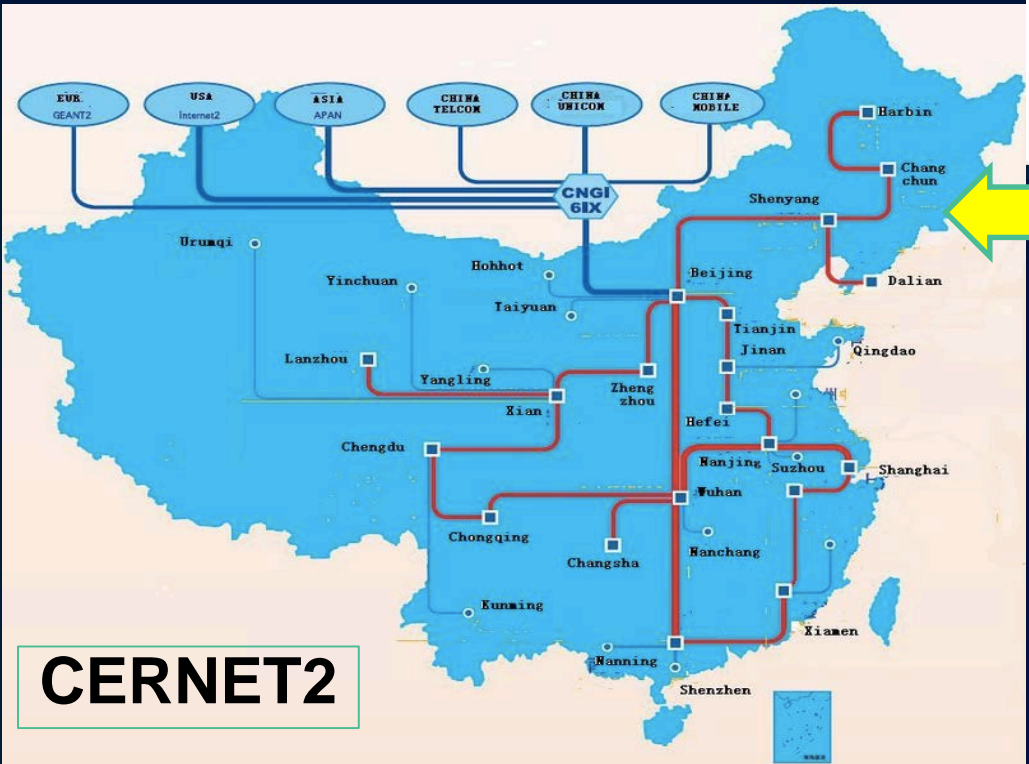 EUR
GEANT2
USA
Internet2
ASIA
APAN
CHINA
TELCOM
CHINA
UNICOM
CHINA
MOBILE
CNGI
6IX
Harbin
Chang
chun
Shenyang
Urumqi
Hohhot
Beijing
Yinchuan
Dalian
Taiyuan
Tianjin
Lanzhou
Jinan
Qingdao
Yangling
Zheng
zhou
Xian
Hefei
Chengdu
Nanjing
Suzhou
Shanghai
Wuhan
Chongqing
Nanchang
Changsha
Kunming
Xiamen
Nanning
CERNET2
Shenzhen